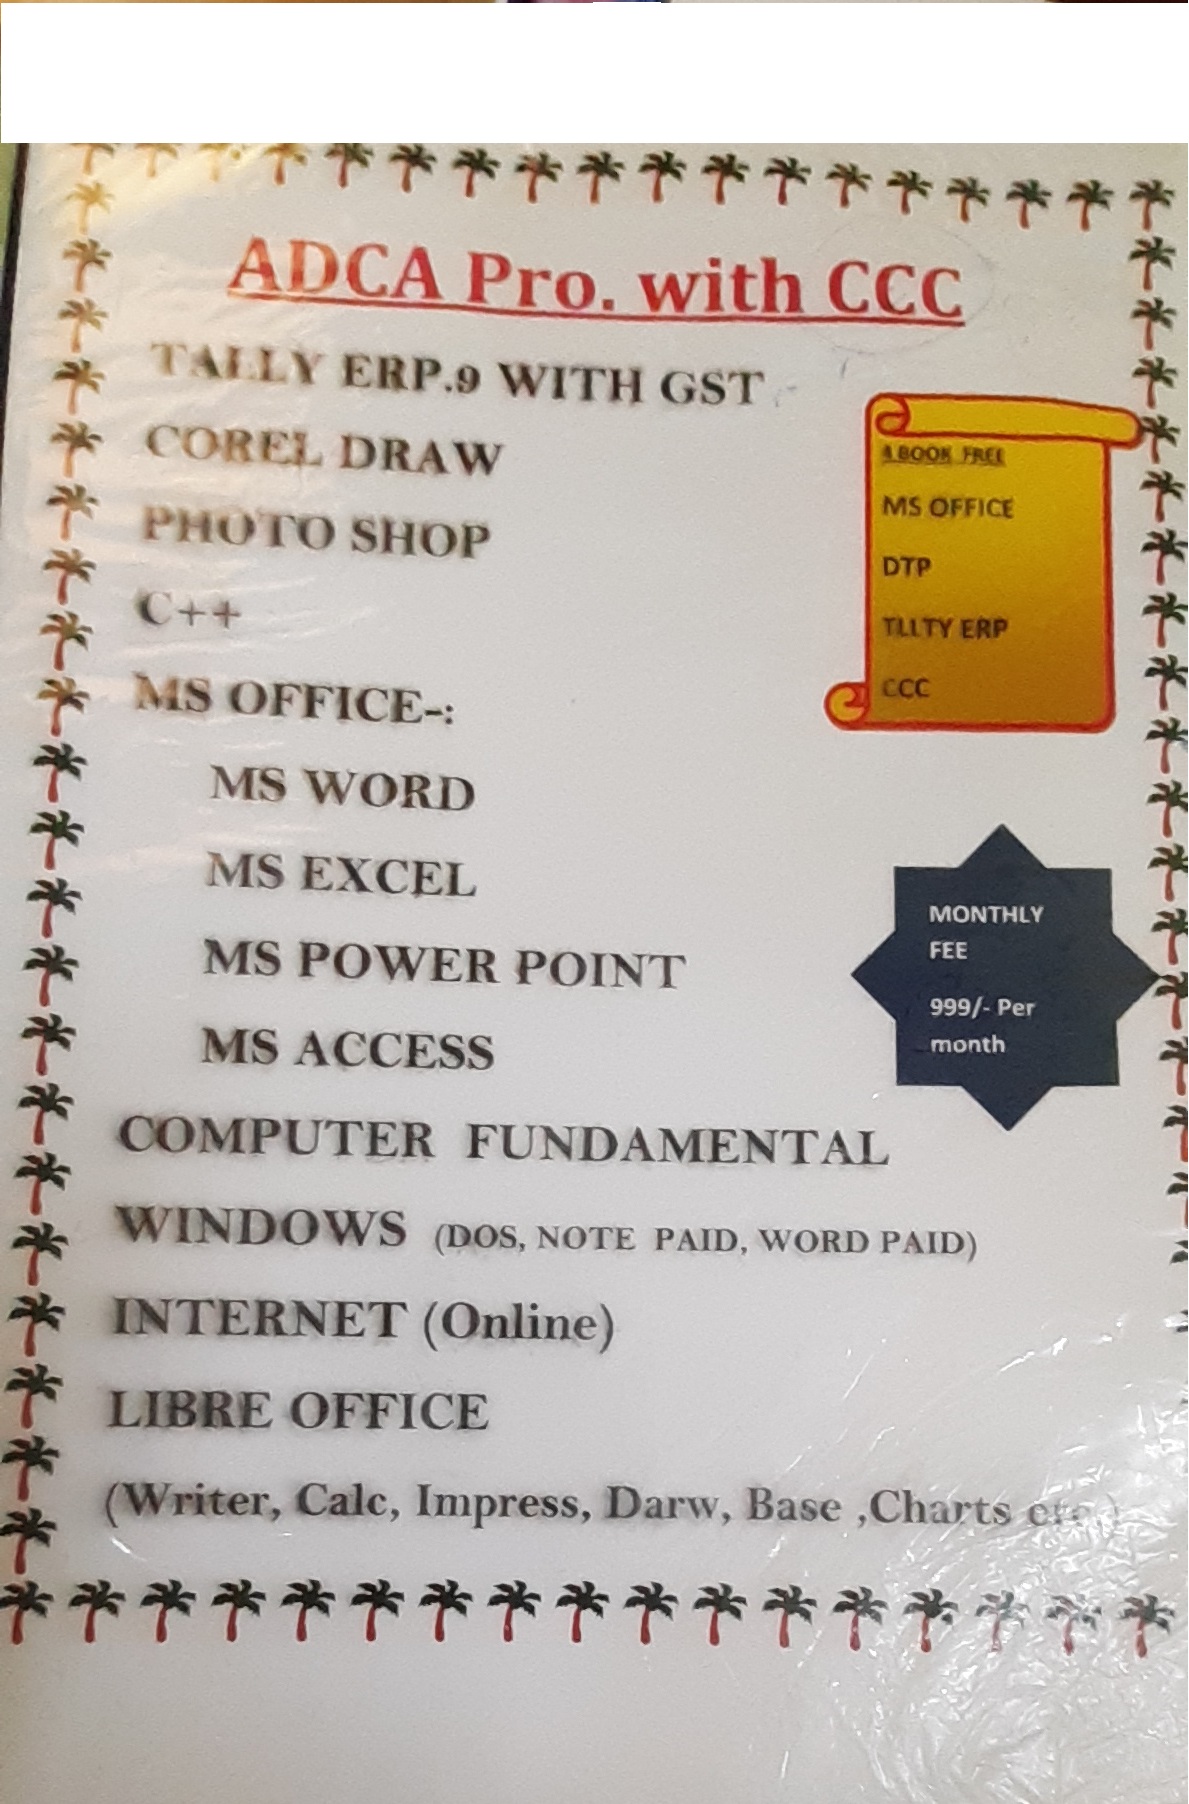 ADCA Pro. with CCC
TALLY ERP.9 WITH GST
COREL DRAW
PHOTO SHOP
C++
MS OFFICE-:
MS WORD
MS EXCEL
MS POWER POINT
MS ACCESS
COMPUTER FUNDAMENTAL
WINDOWS (DOS, NOTE PAID, WORD PAID)
INTERNET (Online)
LIBRE OFFICE
(Writer, Calc, Impress, Darw, Base ,Charts
4 BOOK FREE
MS OFFICE
DTP
TLLTY ERP
CCC
MONTHLY
FEE
999/- Per
month